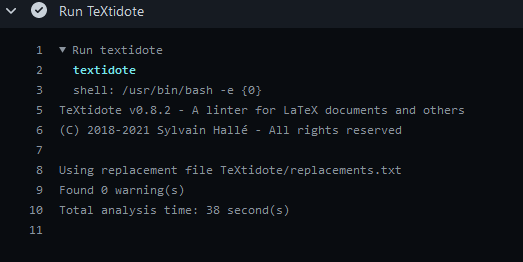 Run TeXtidote
1 Run textidote
2 textidote
3 shell: /usr/bin/bash -e {0}
5 TeXtidote v0.8.2 - A linter for LaTeX documents and others
6 (C) 2018-2021 Sylvain Hallé - All rights reserved
7
8 Using replacement file TeXtidote/replacements.txt
9 Found 0 warning(s)
10 Total analysis time: 38 second(s)
11